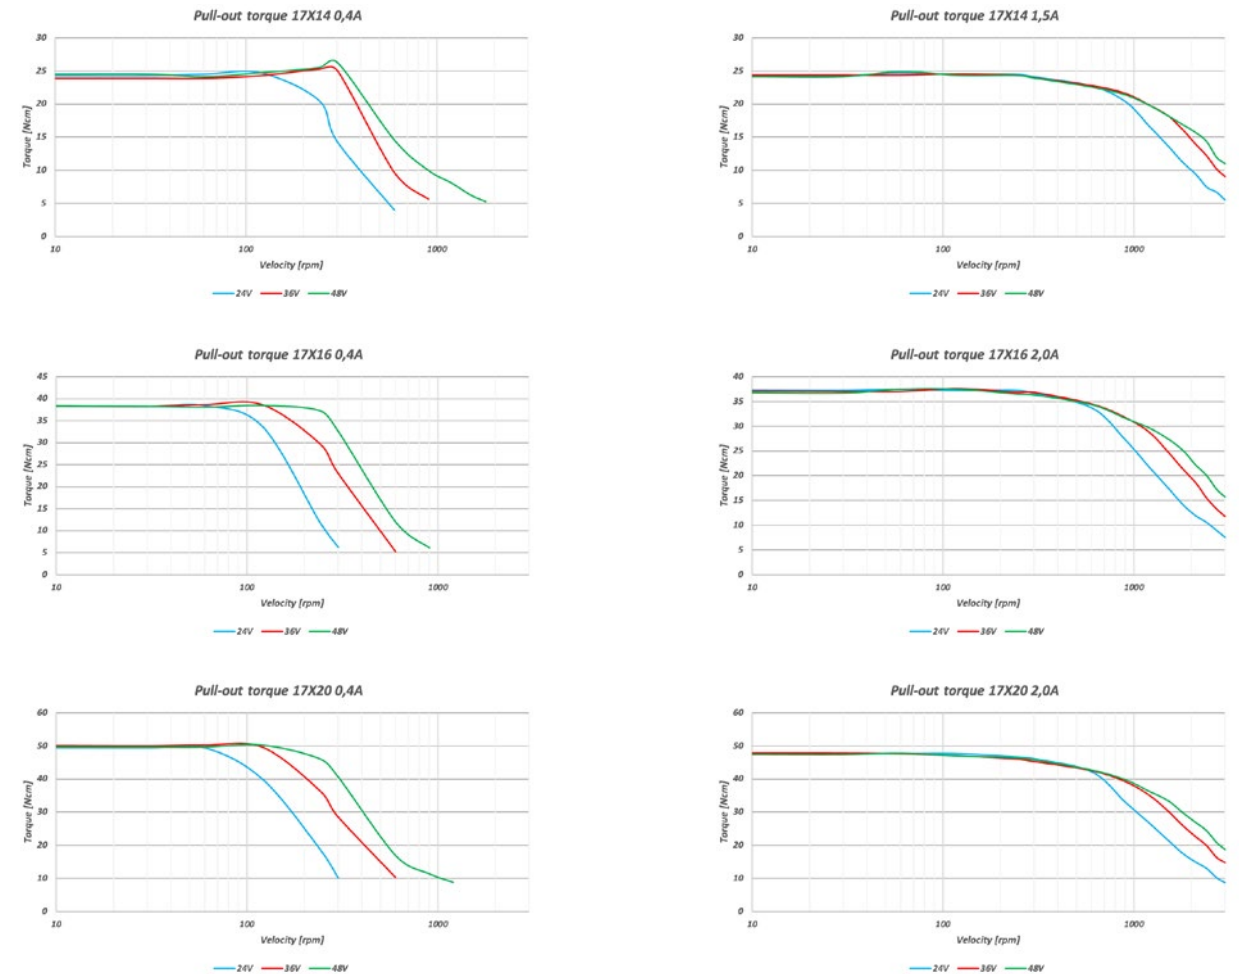 Pull-out torque 17X14 0,4A
30
25
20
15
10
5
0
Torque [Ncm]
10 100 1000
Velocity [rpm]
24V 36V 48V
Pull-out torque 17X14 1,5A
30
25
20
15
10
5
0
Torque [Ncm]
10 100 1000
Velocity [rpm]
24V 36V 48V
Pull-out torque 17X16 0,4A
45
40
35
30
25
20
15
10
5
0
Torque [Ncm]
10 100 1000
Velocity [rpm]
24V 36V 48V
Pull-out torque 17X16 2,0A
40
35
30
25
20
15
10
5
0
Torque [Ncm]
10 100 1000
Velocity [rpm]
24V 36V 48V
Pull-out torque 17X20 0,4A
60
50
40
30
20
10
0
Torque [Ncm]
10 100 1000
Velocity [rpm]
24V 36V 48V
Pull-out torque 17X20 2,0A
60
50
40
30
20
10
0
Torque [Ncm]
10 100 1000
Velocity [rpm]
24V 36V 48V